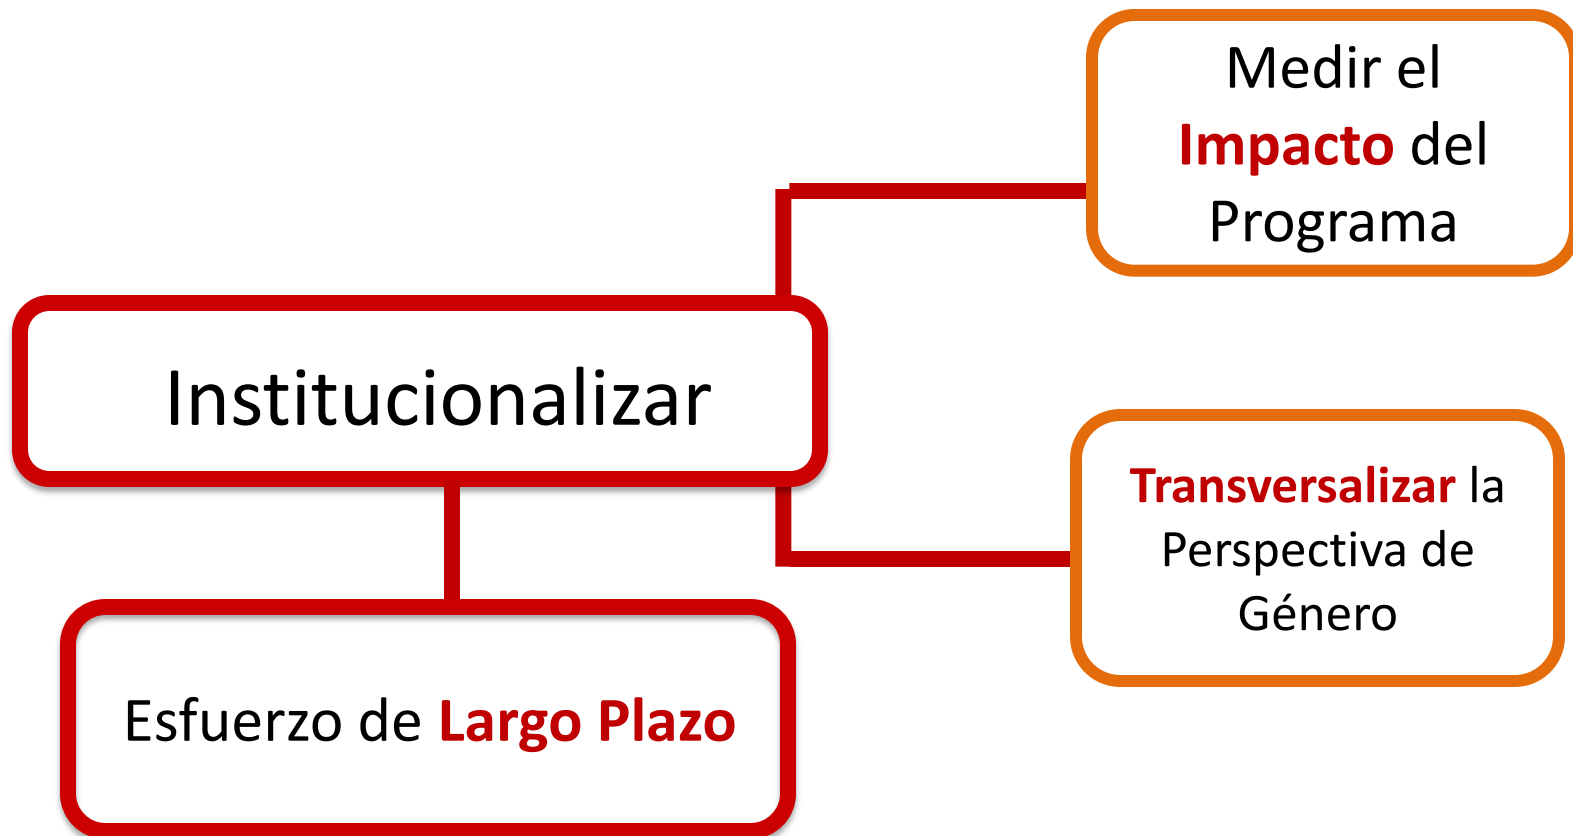 Medir el
Impacto del
Programa
Institucionalizar
Transversalizar la
Perspectiva de
Género
Esfuerzo de Largo Plazo